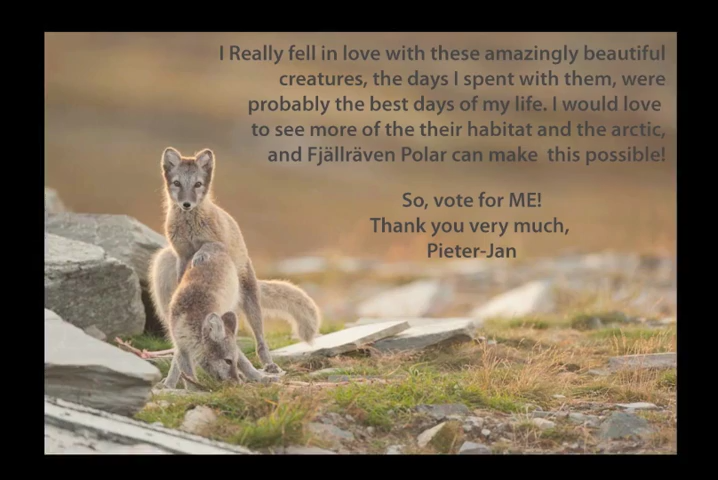 I Really fell in love with these amazingly beautiful
creatures, the days I spent with them, were
probably the best days of my life. I would love
to see more of the their habitat and the arctic,
and Fjällräven Polar can make this possible!
So, vote for ME!
Thank you very much,
Pieter-Jan